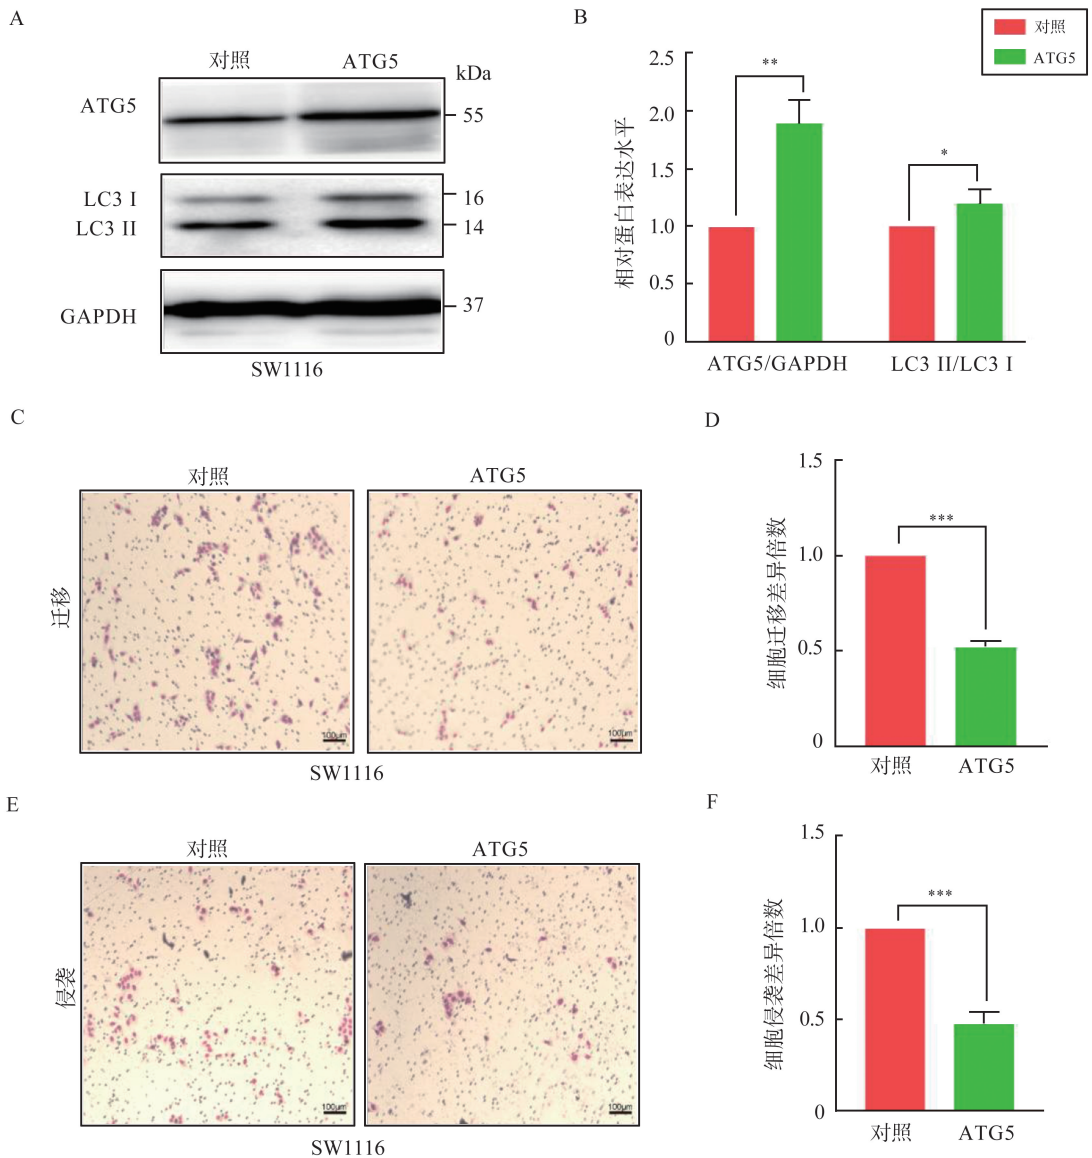 A
对照
ATG5
kDa
ATG5
55
LC3 I
16
LC3 II
14
GAPDH
37
SW1116
B
对照
ATG5
相对蛋白表达水平
2.5
2.0
1.5
1.0
0.5
0
**
*
ATG5/GAPDH
LC3 II/LC3 I
C
对照
ATG5
迁移
100μm
100μm
SW1116
D
细胞迁移差异倍数
1.5
1.0
0.5
0
***
对照
ATG5
E
对照
ATG5
侵袭
100μm
100μm
SW1116
F
细胞侵袭差异倍数
1.5
1.0
0.5
0
***
对照
ATG5